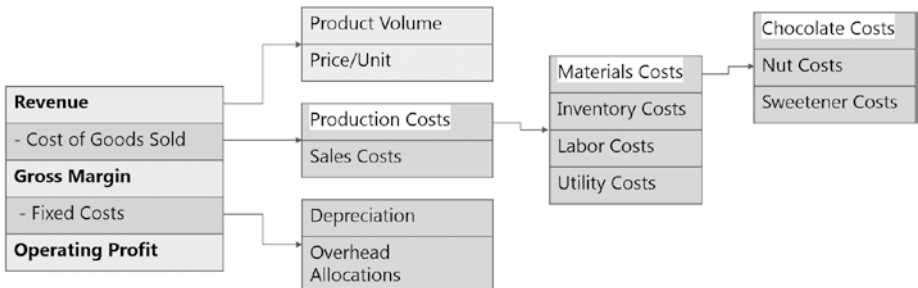 Revenue
- Cost of Goods Sold
Gross Margin
- Fixed Costs
Operating Profit
Product Volume
Price/Unit
Production Costs
Sales Costs
Depreciation
Overhead
Allocations
Materials Costs
Inventory Costs
Labor Costs
Utility Costs
Chocolate Costs
Nut Costs
Sweetener Costs